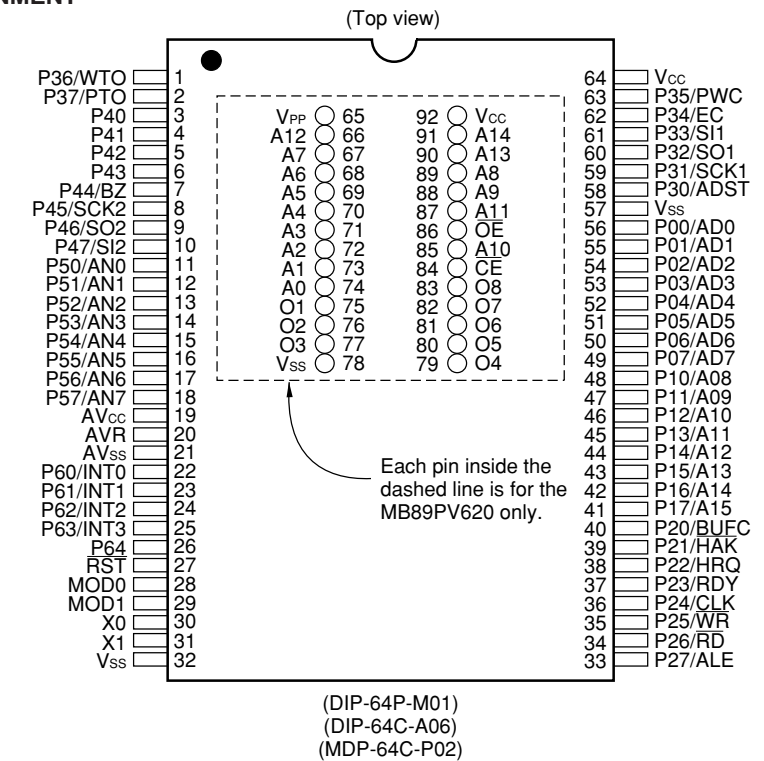 (Top view)
P36/WTO 1
P37/PTO 2
P40 3
P41 4
P42 5
P43 6
P44/BZ 7
P45/SCK2 8
P46/SO2 9
P47/SI2 10
P50/AN0 11
P51/AN1 12
P52/AN2 13
P53/AN3 14
P54/AN4 15
P55/AN5 16
P56/AN6 17
P57/AN7 18
AVcc 19
AVR 20
AVss 21
P60/INT0 22
P61/INT1 23
P62/INT2 24
P63/INT3 25
P64 26
RST 27
MOD0 28
MOD1 29
X0 30
X1 31
Vss 32
VPP 65 92 Vcc
A12 66 91 A14
A7 67 90 A13
A6 68 89 A8
A5 69 88 A9
A4 70 87 A11
A3 71 86 OE
A2 72 85 A10
A1 73 84 CE
A0 74 83 O8
O1 75 82 O7
O2 76 81 O6
O3 77 80 O5
Vss 78 79 O4
Each pin inside the
dashed line is for the
MB89PV620 only.
64 Vcc
63 P35/PWC
62 P34/EC
61 P33/SI1
60 P32/SO1
59 P31/SCK1
58 P30/ADST
57 Vss
56 P00/AD0
55 P01/AD1
54 P02/AD2
53 P03/AD3
52 P04/AD4
51 P05/AD5
50 P06/AD6
49 P07/AD7
48 P10/A08
47 P11/A09
46 P12/A10
45 P13/A11
44 P14/A12
43 P15/A13
42 P16/A14
41 P17/A15
40 P20/BUFC
39 P21/HAK
38 P22/HRQ
37 P23/RDY
36 P24/CLK
35 P25/WR
34 P26/RD
33 P27/ALE
(DIP-64P-M01)
(DIP-64C-A06)
(MDP-64C-P02)